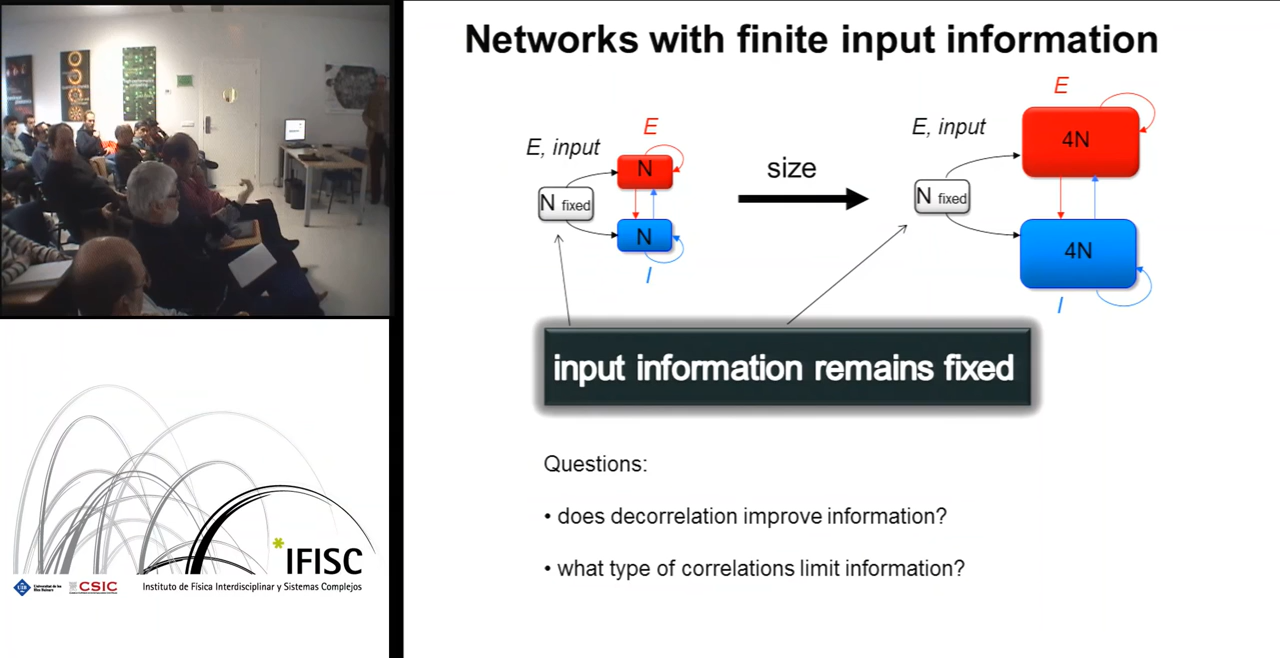 Networks with finite input information
E
E, input
N fixed
N
N
I
size
E
E, input
N fixed
4N
4N
I
input information remains fixed
Questions:
• does decorrelation improve information?
• what type of correlations limit information?
*IFISC
CSIC
Instituto de Física Interdisciplinar y Sistemas Complejos